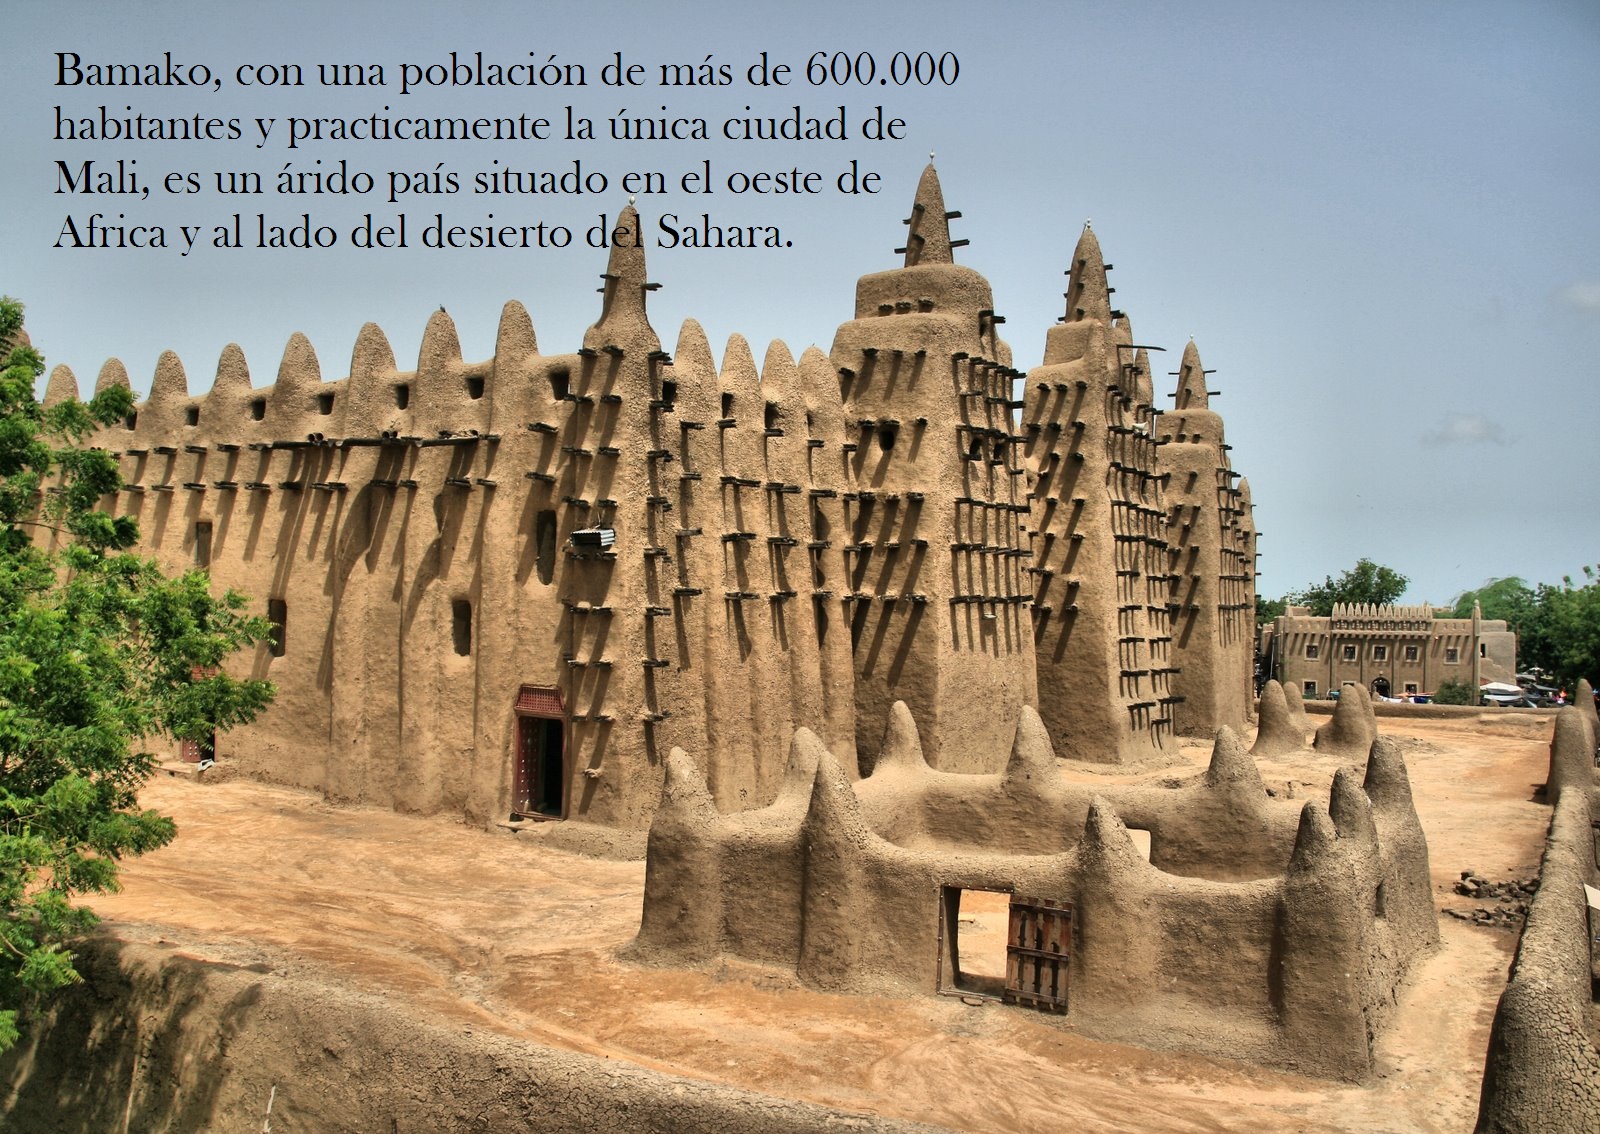 Bamako, con una población de más de 600.000
habitantes y practicamente la única ciudad de
Mali, es un árido país situado en el oeste de
Africa y al lado del desierto del Sahara.